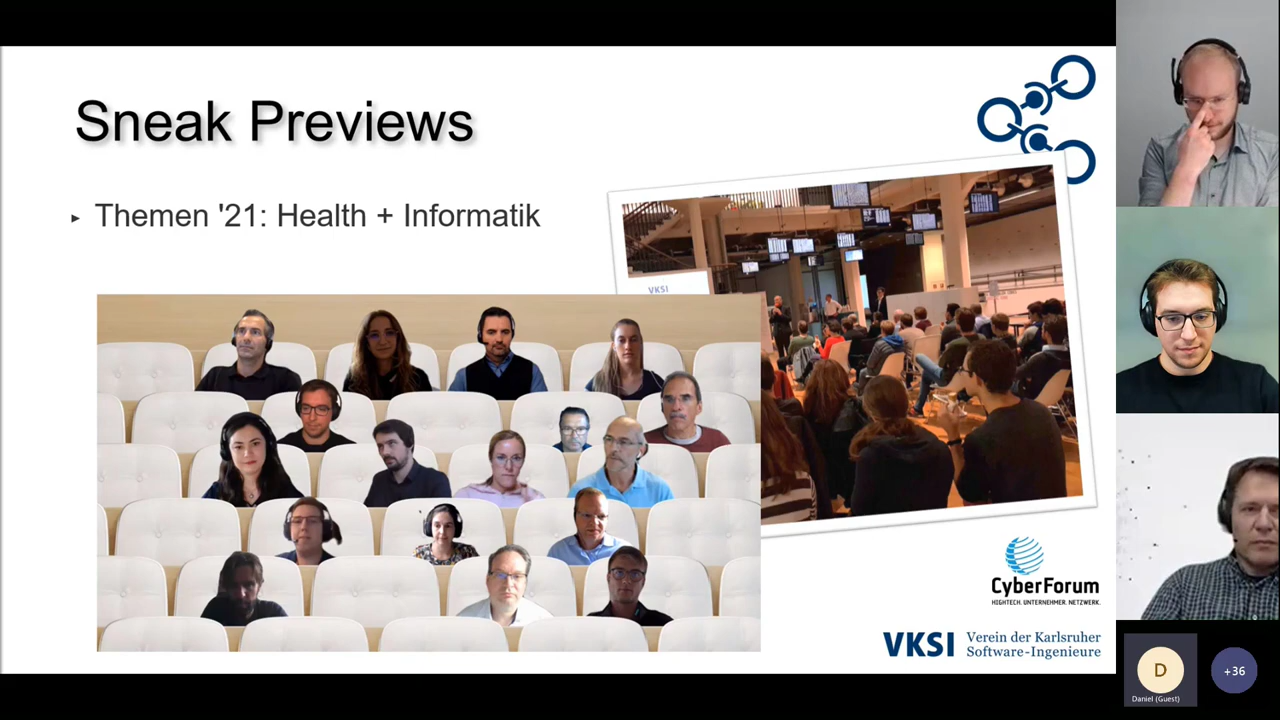 Sneak Previews
▸ Themen '21: Health + Informatik
VKSI
CyberForum
HIGHTECH. UNTERNEHMER. NETZWERK.
VKSI Verein der Karlsruher
Software-Ingenieure
D
Daniel (Guest)
+36